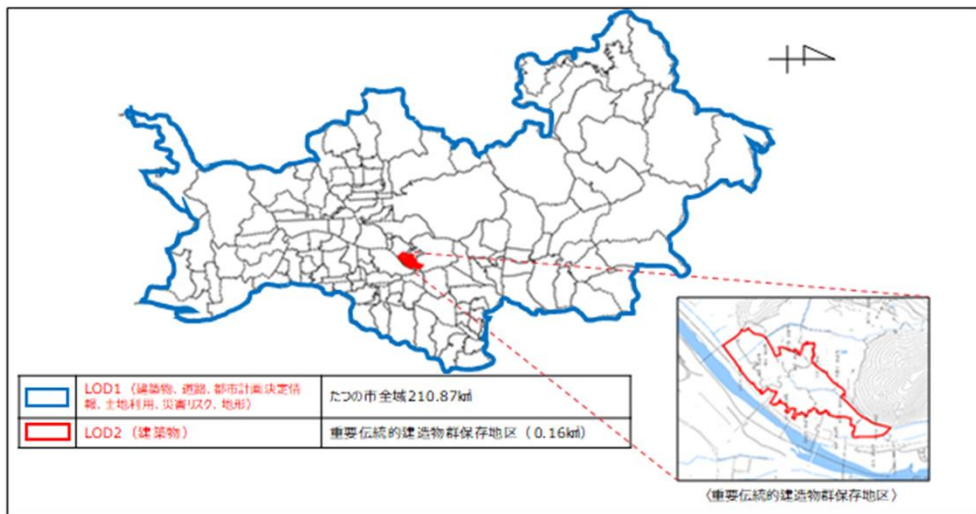 LOD1（建築物、道路、都市計画決定情
報、土地利用、災害リスク、地形）
たつの市全域210.87㎢
LOD2（建築物）
重要伝統的建造物群保存地区（0.16㎢）
〈重要伝統的建造物群保存地区〉